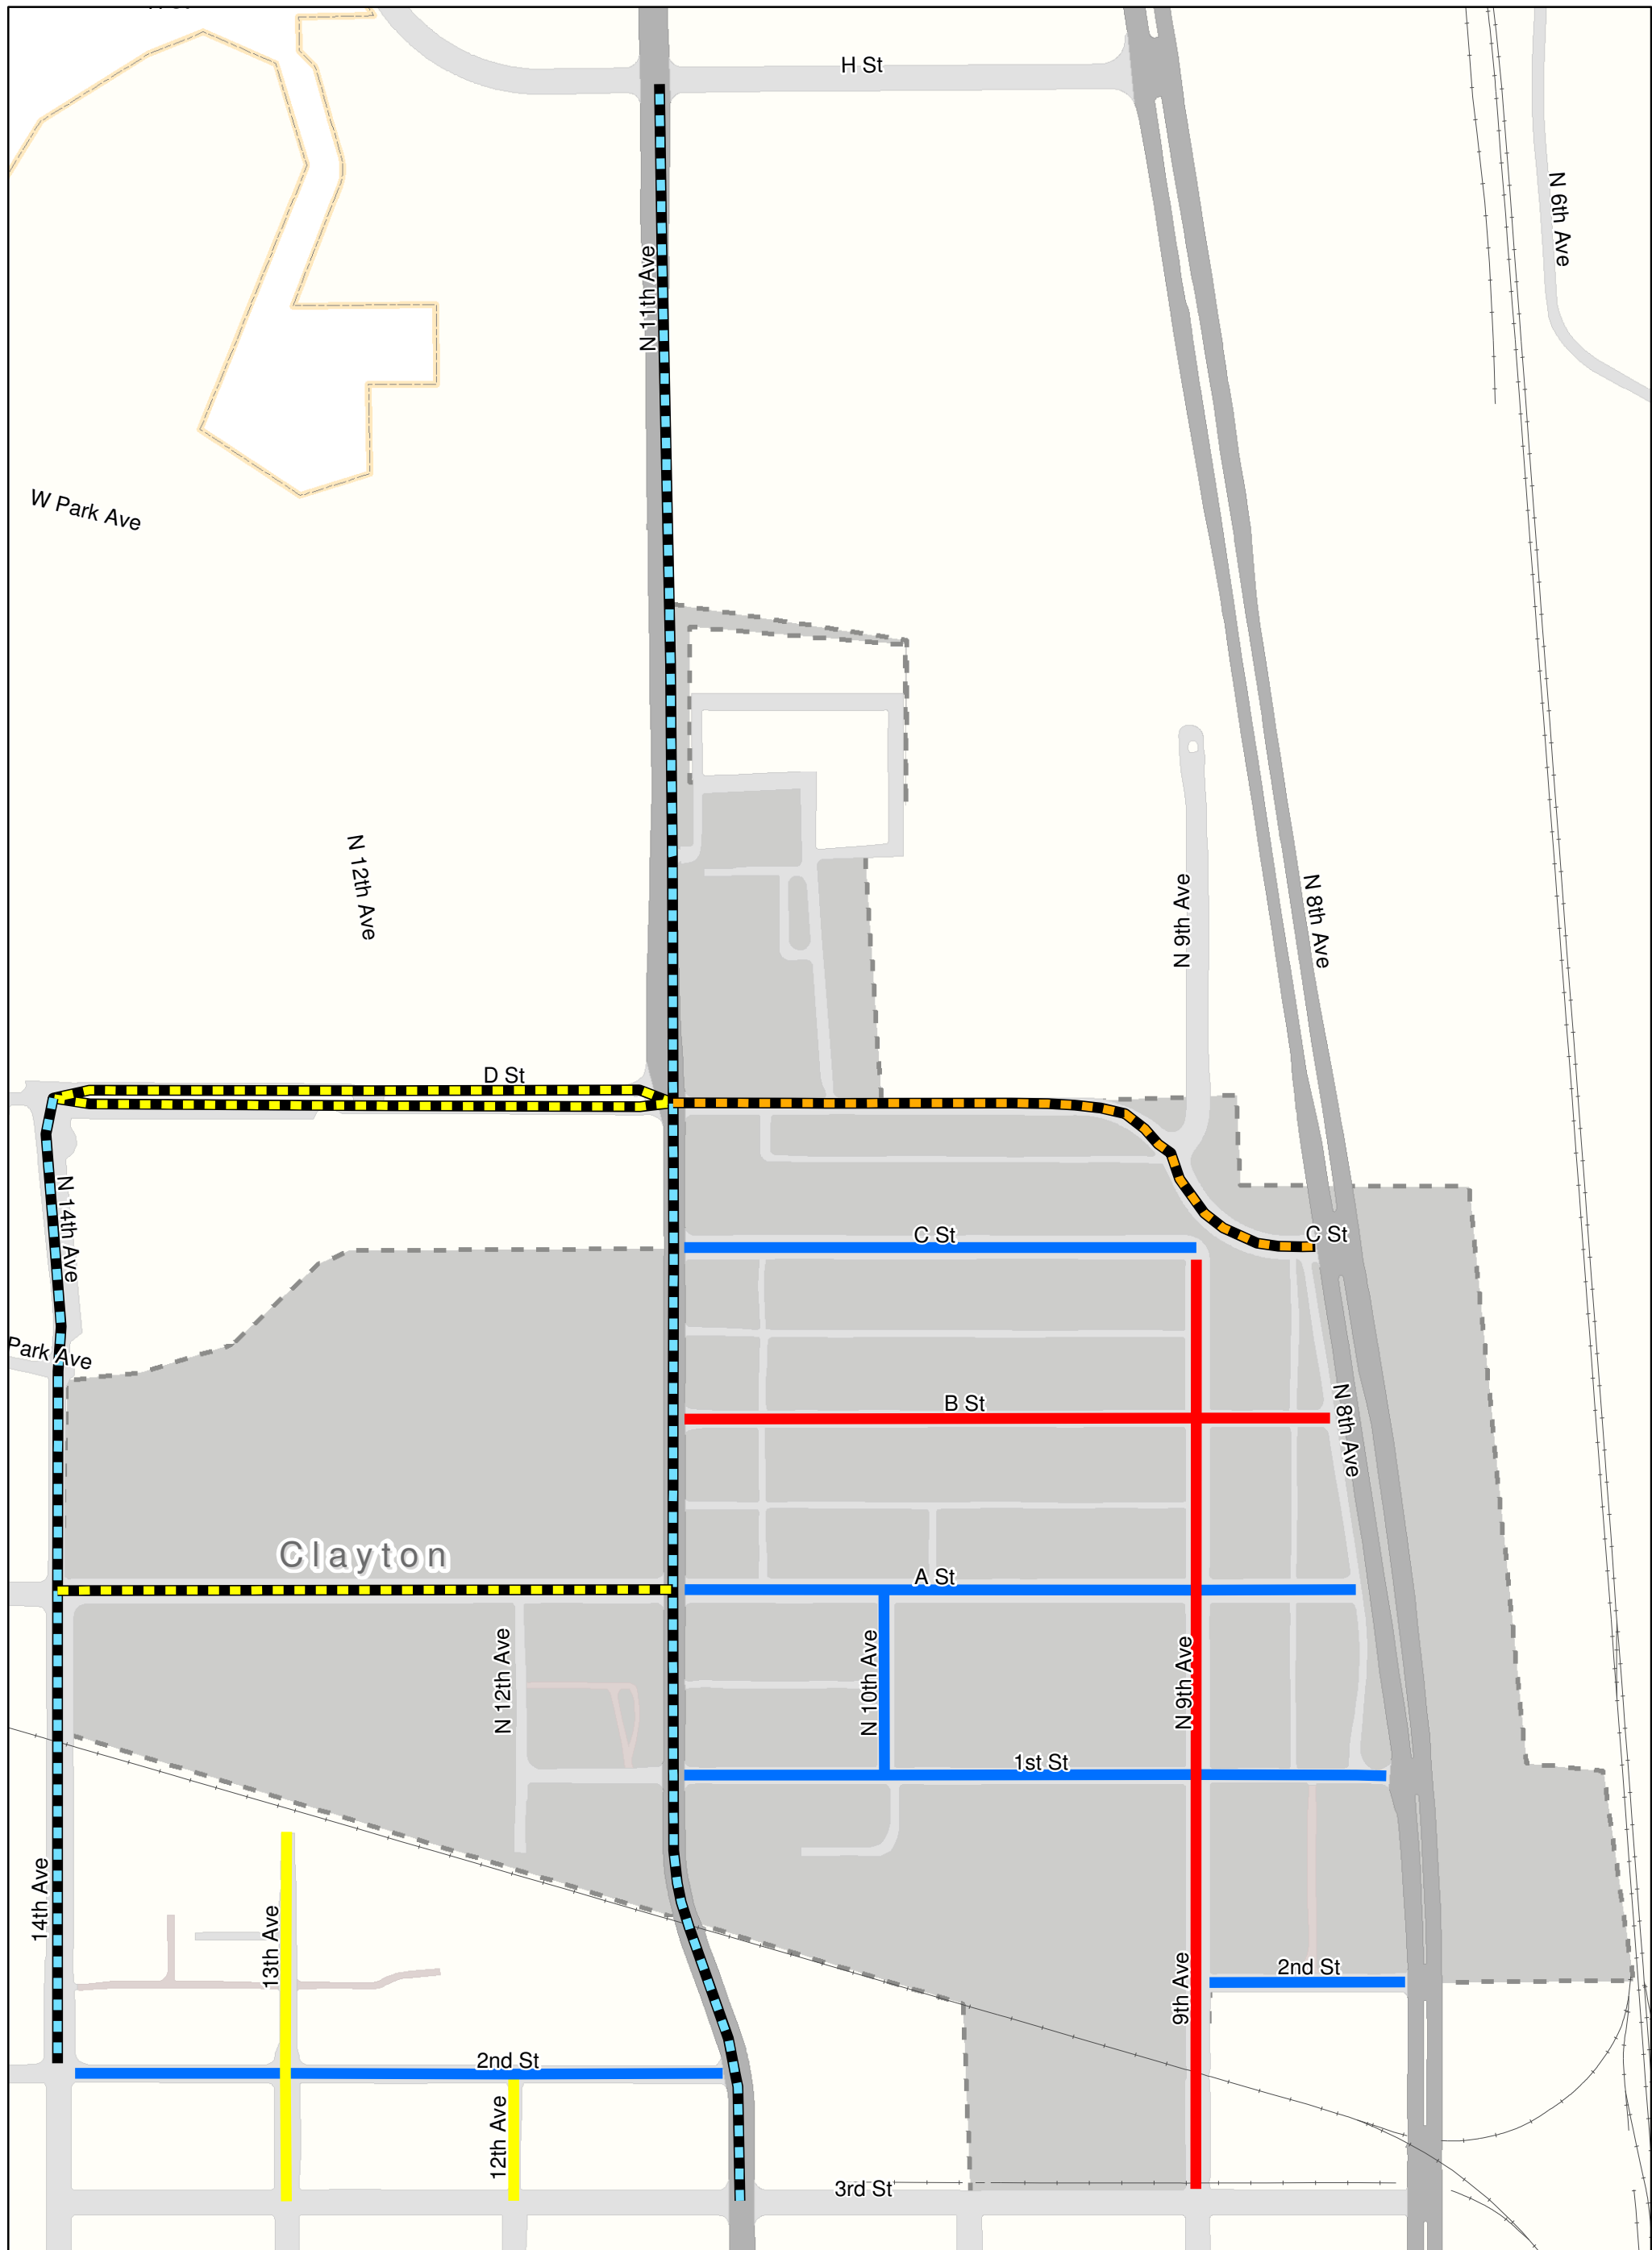 H St
N 6th Ave
N 11th Ave
W Park Ave
N 12th Ave
N 9th Ave
N 8th Ave
D St
N 14th Ave
C St
C St
Park Ave
B St
N 8th Ave
Clayton
A St
N 12th Ave
N 10th Ave
N 9th Ave
1st St
14th Ave
13th Ave
9th Ave
2nd St
2nd St
12th Ave
3rd St